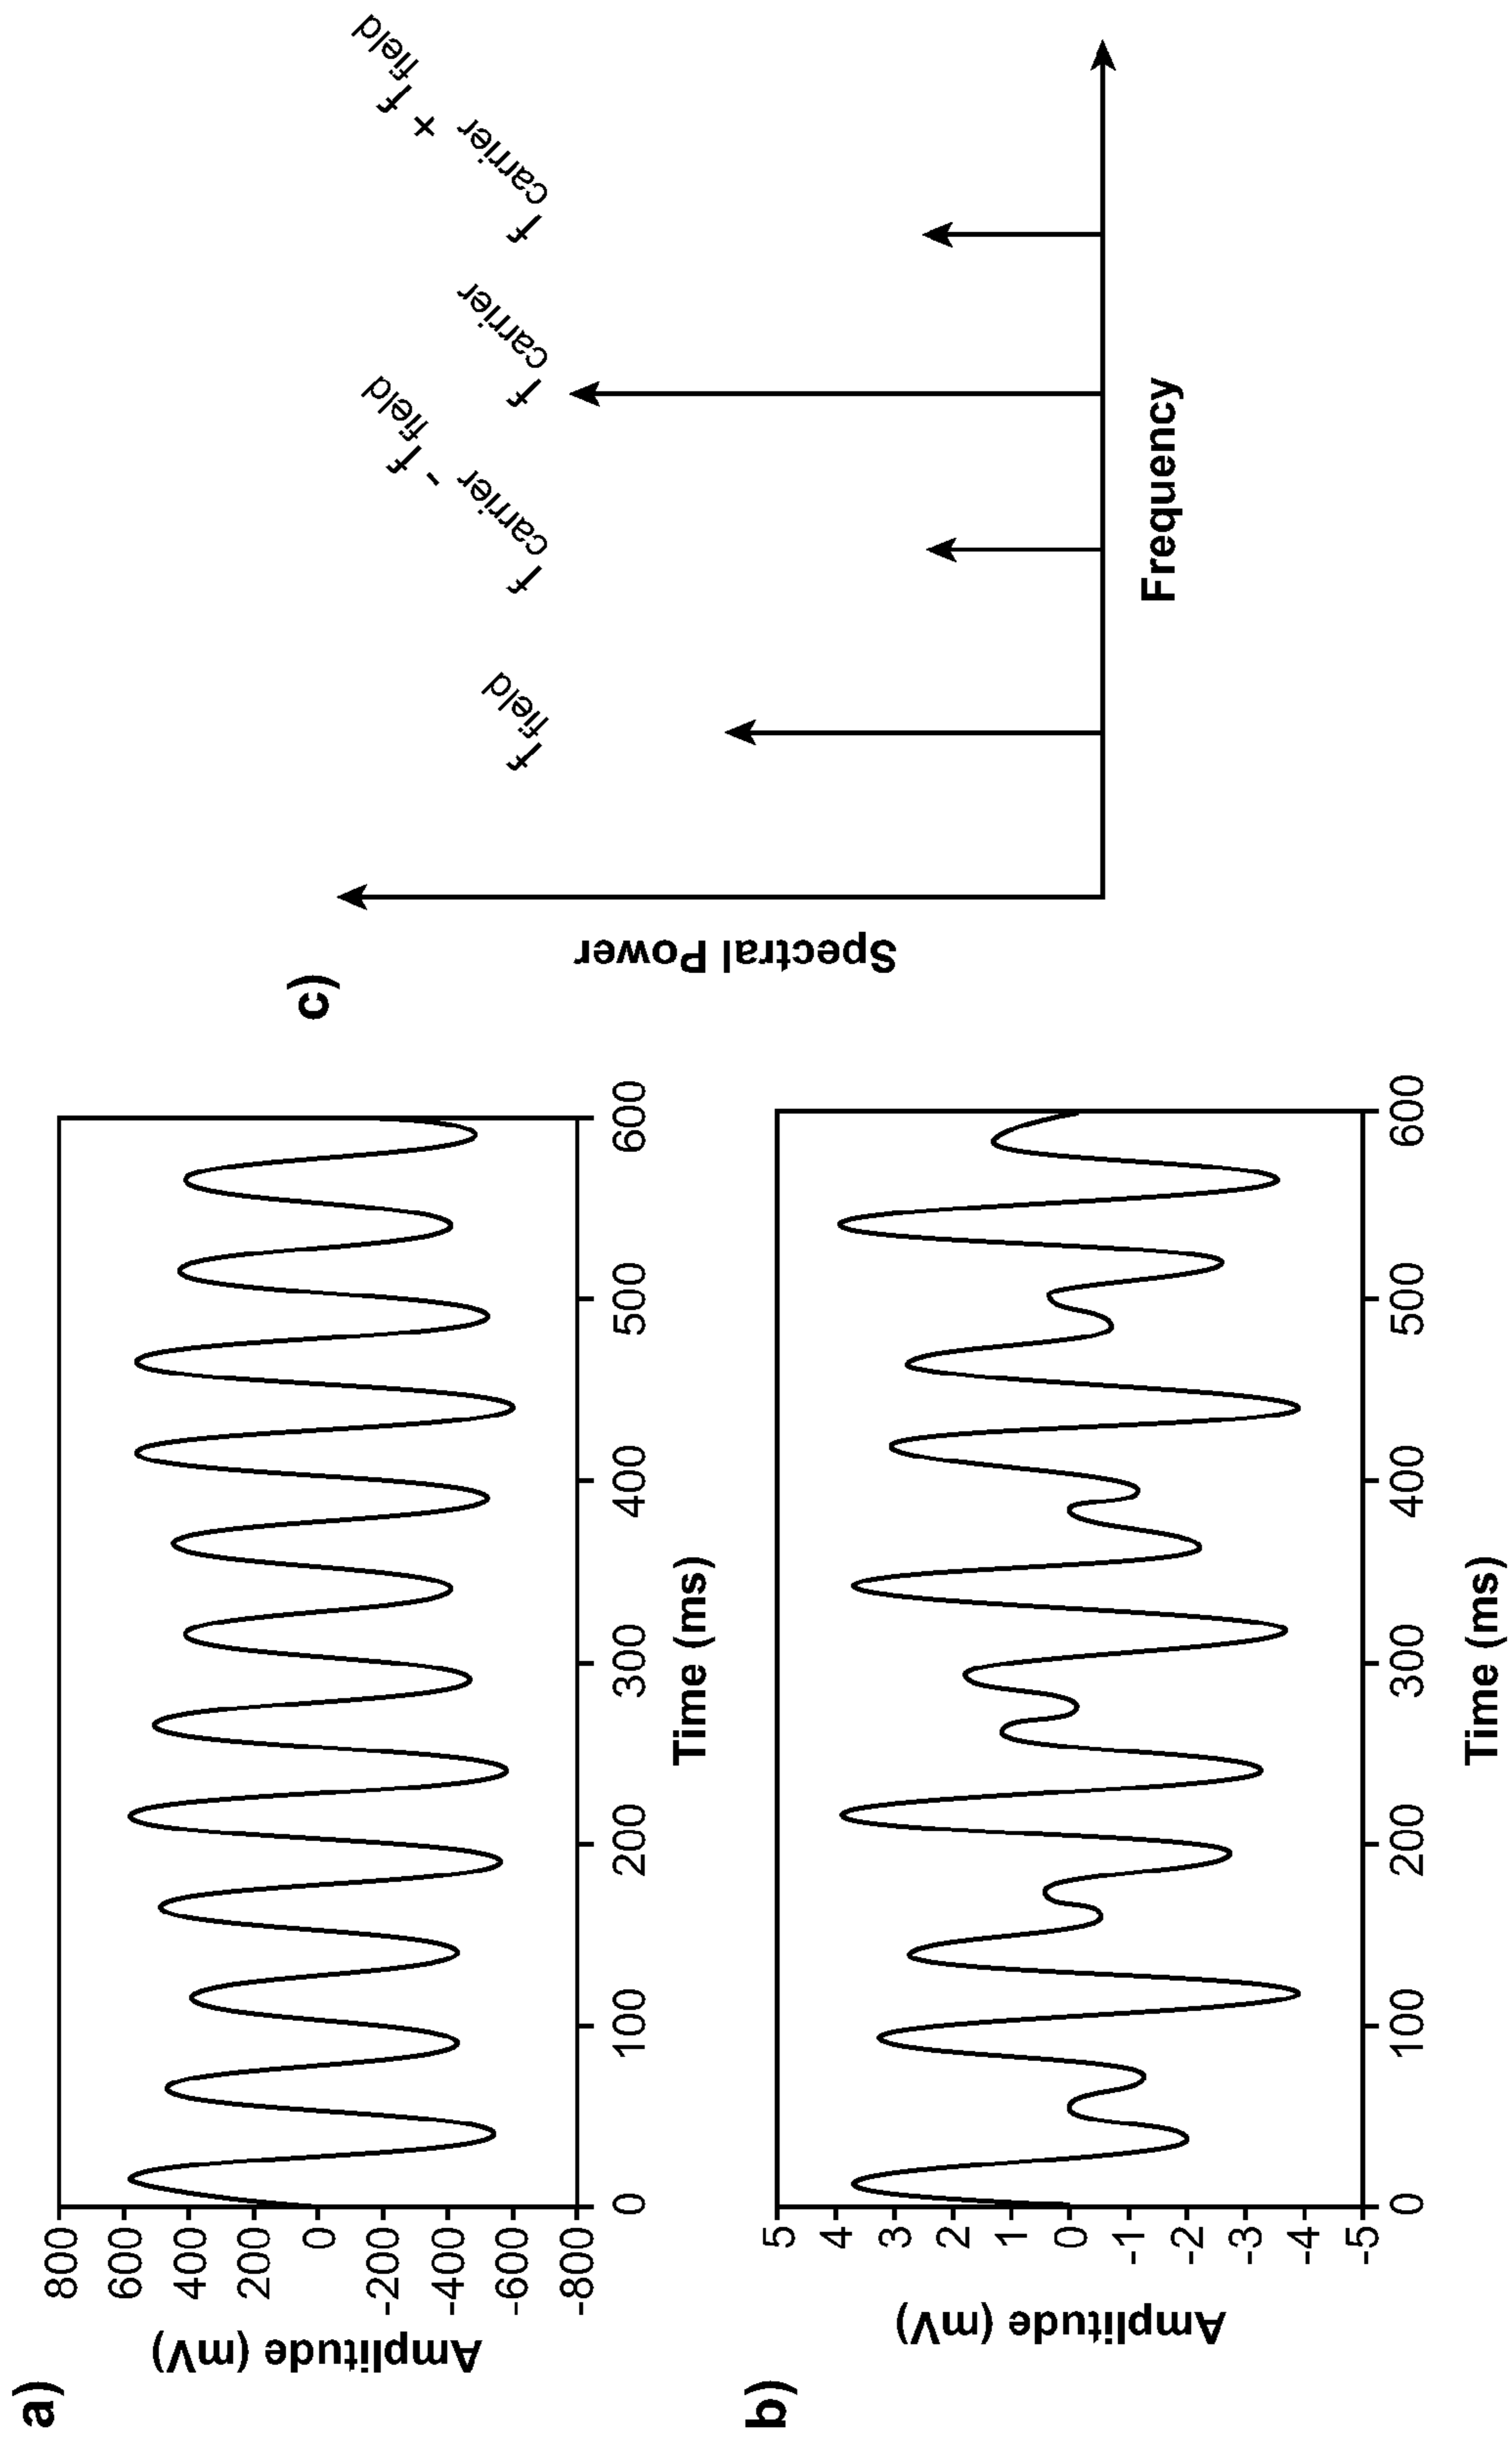 a)
Amplitude (mV)
800
600
400
200
0
-200
-400
-600
-800
0
100
200
300
400
500
600
Time (ms)
b)
Amplitude (mV)
5
4
3
2
1
0
-1
-2
-3
-4
-5
0
100
200
300
400
500
600
Time (ms)
c)
Spectral Power
f field
f carrier - f field
f carrier
f carrier + f field
Frequency